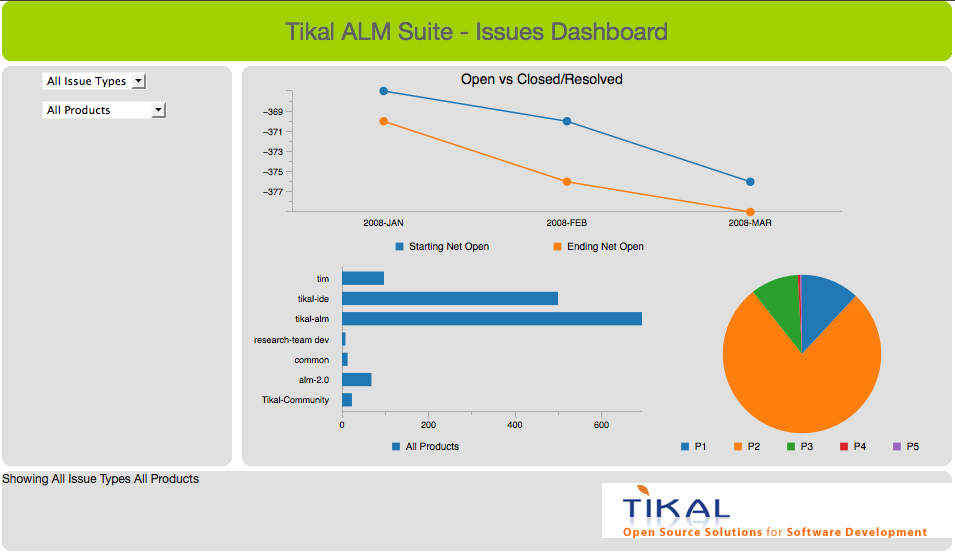 Tikal ALM Suite - Issues Dashboard
All Issue Types
All Products
Open vs Closed/Resolved
−369
−371
−373
−375
−377
2008-JAN 2008-FEB 2008-MAR
Starting Net Open Ending Net Open
tim
tikal-ide
tikal-alm
research-team dev
common
alm-2.0
Tikal-Community
0 200 400 600
All Products
P1 P2 P3 P4 P5
Showing All Issue Types All Products
TIKAL
Open Source Solutions for Software Development